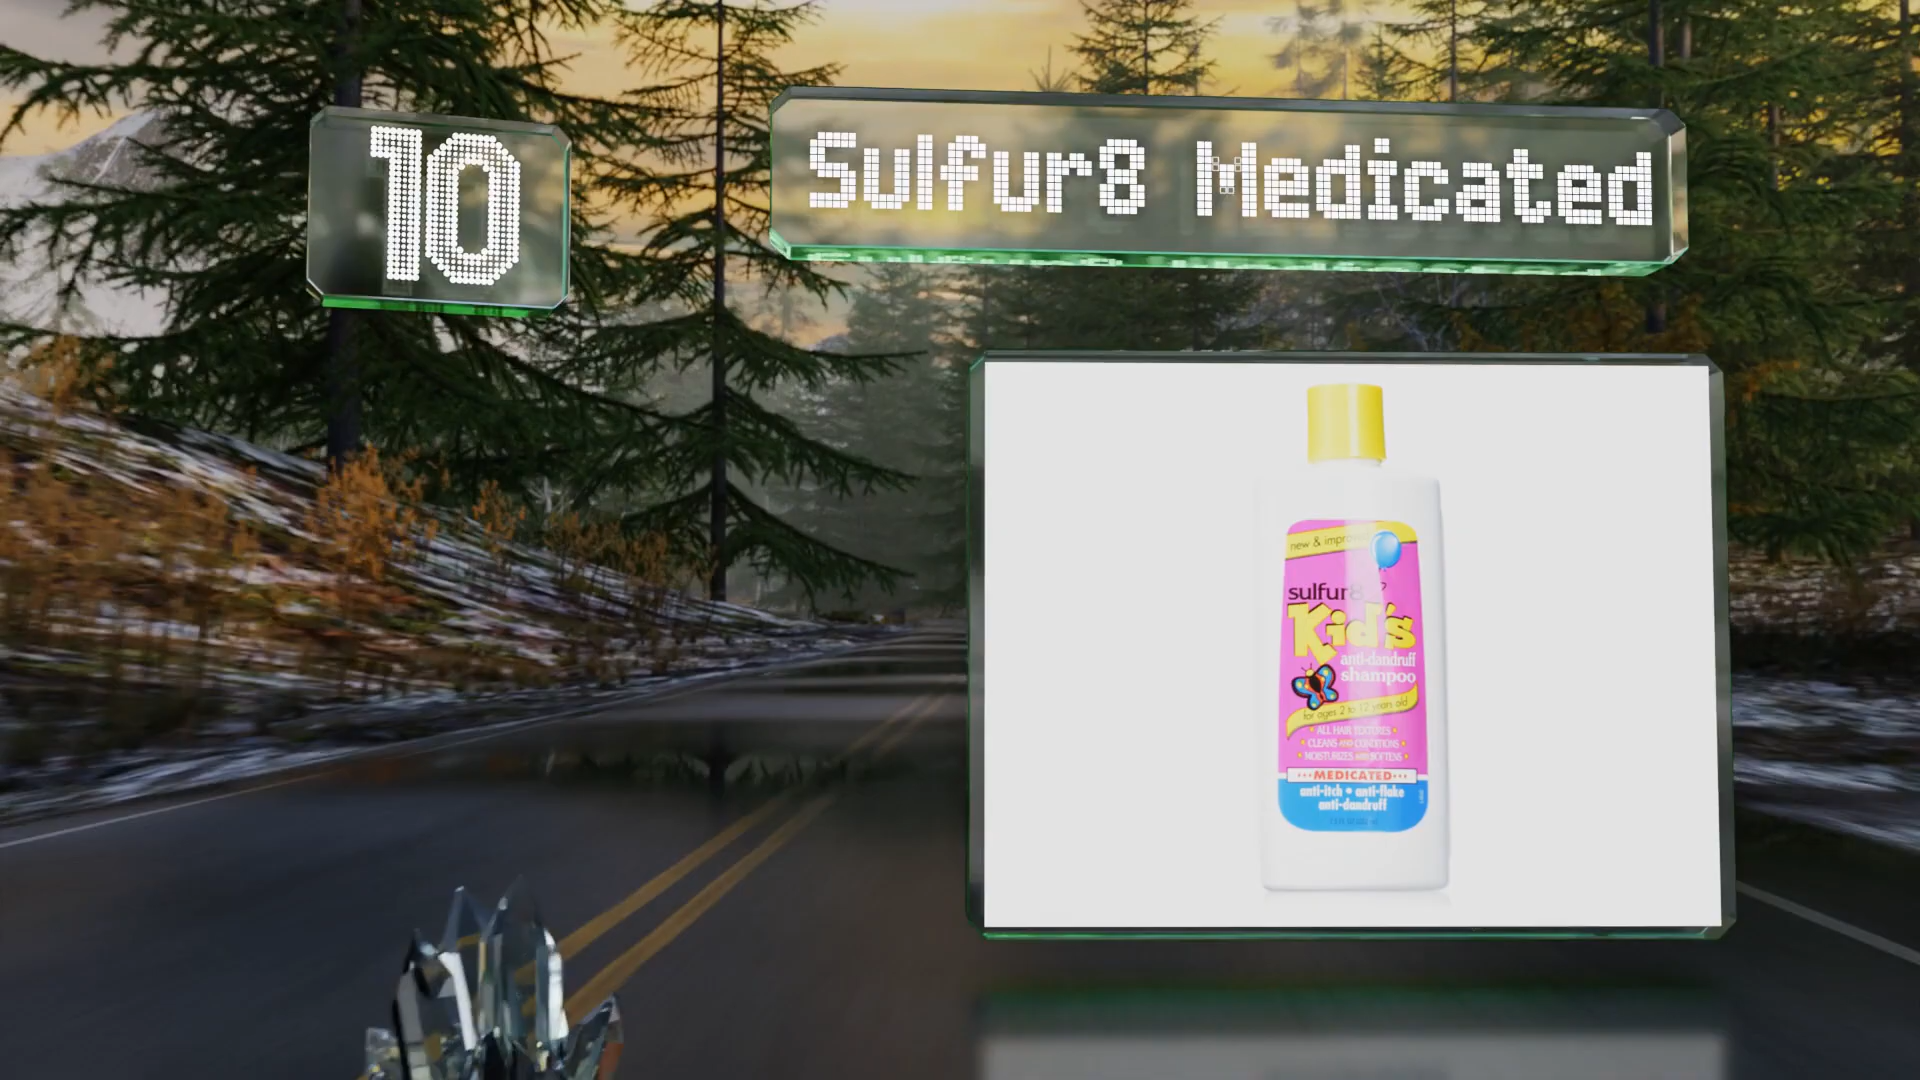 10
Sulfur8 Medicated
new & improved
sulfur8
Kid's
anti-dandruff
shampoo
for ages 2 to 12 years old
• ALL HAIR TEXTURES •
• CLEANS AND CONDITIONS •
• MOISTURIZES AND SOFTENS •
•••MEDICATED•••
anti-itch • anti-flake
anti-dandruff